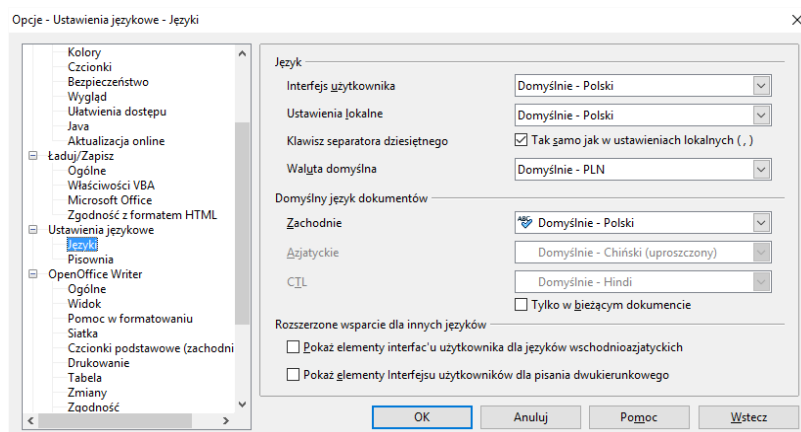 Opcje - Ustawienia językowe - Języki
Kolory
Czcionki
Bezpieczeństwo
Wygląd
Ułatwienia dostępu
Java
Aktualizacja online
Ładuj/Zapisz
Ogólne
Właściwości VBA
Microsoft Office
Zgodność z formatem HTML
Ustawienia językowe
Języki
Pisownia
OpenOffice Writer
Ogólne
Widok
Pomoc w formatowaniu
Siatka
Czcionki podstawowe (zachodni
Drukowanie
Tabela
Zmiany
Zgodność
Język
Interfejs użytkownika Domyślnie - Polski
Ustawienia lokalne Domyślnie - Polski
Klawisz separatora dziesiętnego Tak samo jak w ustawieniach lokalnych ( , )
Waluta domyślna Domyślnie - PLN
Domyślny język dokumentów
Zachodnie ABC Domyślnie - Polski
Azjatyckie Domyślnie - Chiński (uproszczony)
CTL Domyślnie - Hindi
Tylko w bieżącym dokumencie
Rozszerzone wsparcie dla innych języków
Pokaż elementy interfac'u użytkownika dla języków wschodnioazjatyckich
Pokaż elementy Interfejsu użytkowników dla pisania dwukierunkowego
OK Anuluj Pomoc Wstecz